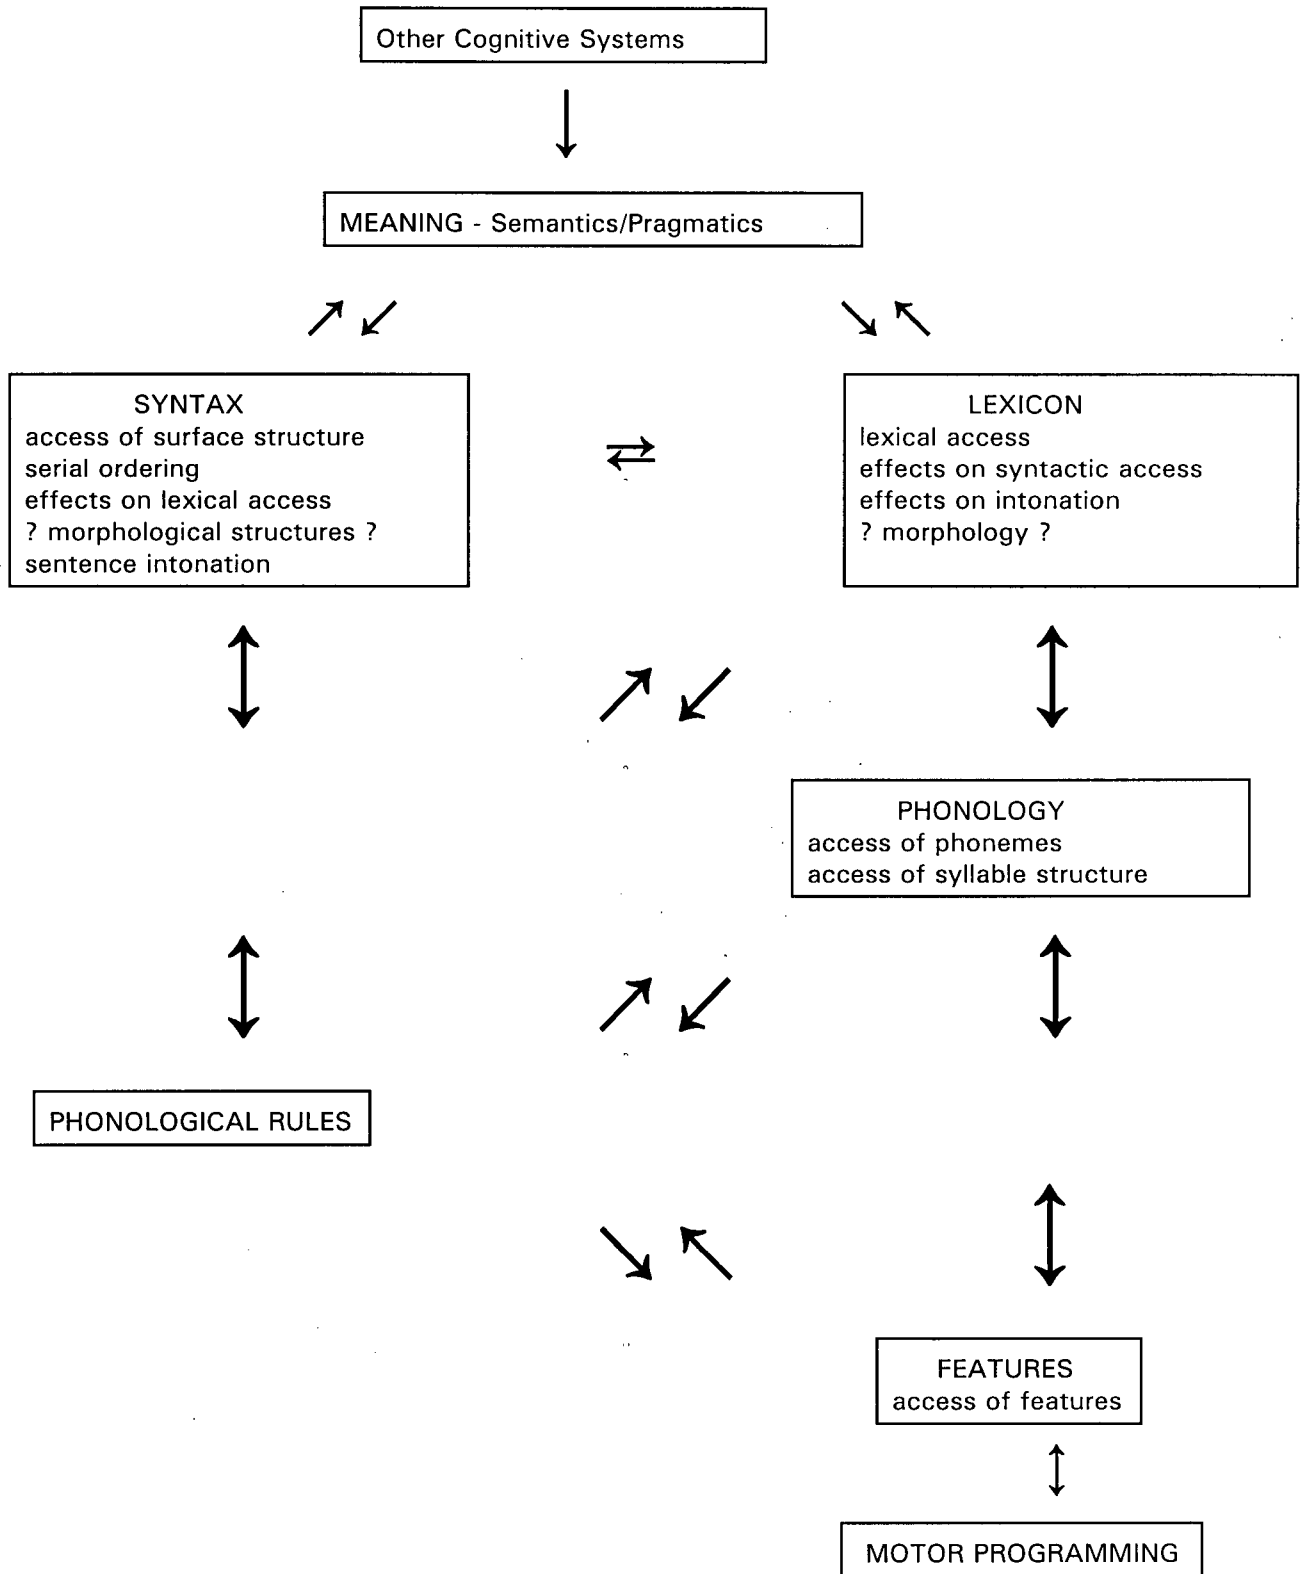 Other Cognitive Systems
MEANING - Semantics/Pragmatics
SYNTAX
access of surface structure
serial ordering
effects on lexical access
? morphological structures ?
sentence intonation
LEXICON
lexical access
effects on syntactic access
effects on intonation
? morphology ?
PHONOLOGY
access of phonemes
access of syllable structure
PHONOLOGICAL RULES
FEATURES
access of features
MOTOR PROGRAMMING